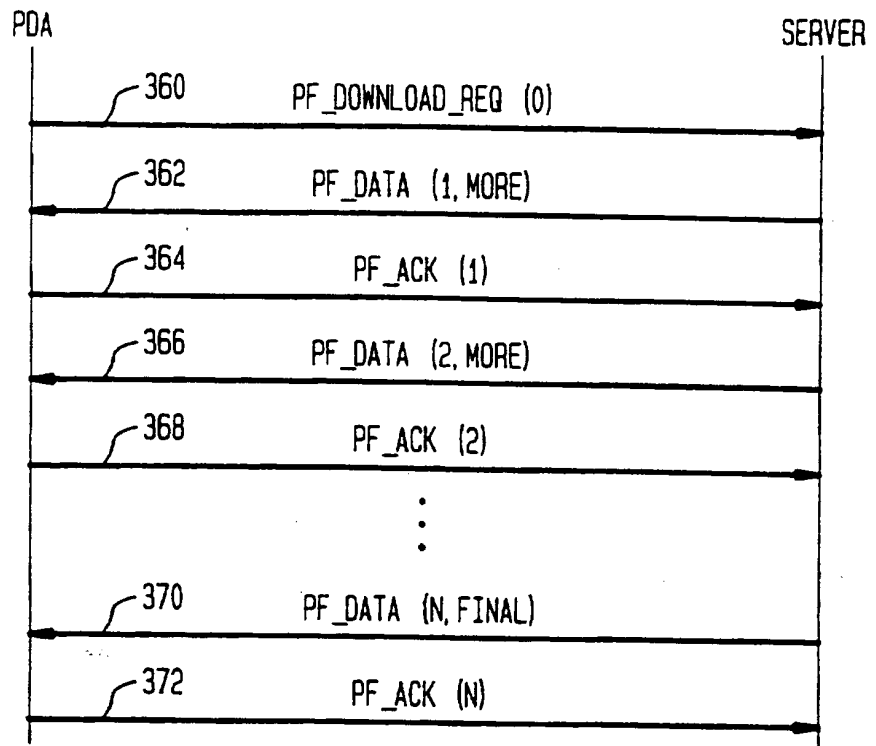 PDA
SERVER
360
PF_DOWNLOAD_REQ (0)
362
PF_DATA (1, MORE)
364
PF_ACK (1)
366
PF_DATA (2, MORE)
368
PF_ACK (2)
370
PF_DATA (N, FINAL)
372
PF_ACK (N)